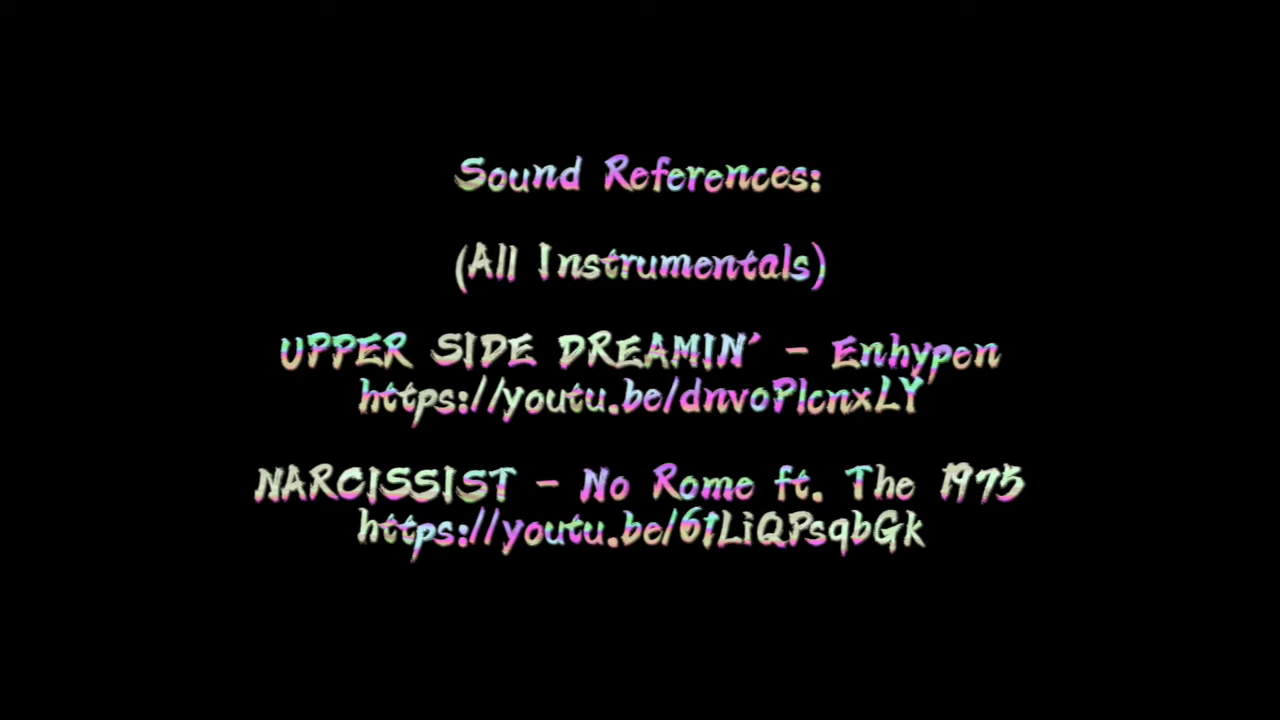 Sound References:
(All Instrumentals)
UPPER SIDE DREAMIN' - Enhypen
https://youtu.be/dnvoPlcnxLY
NARCISSIST - No Rome ft. The 1975
https://youtu.be/61LiQPsqbGk